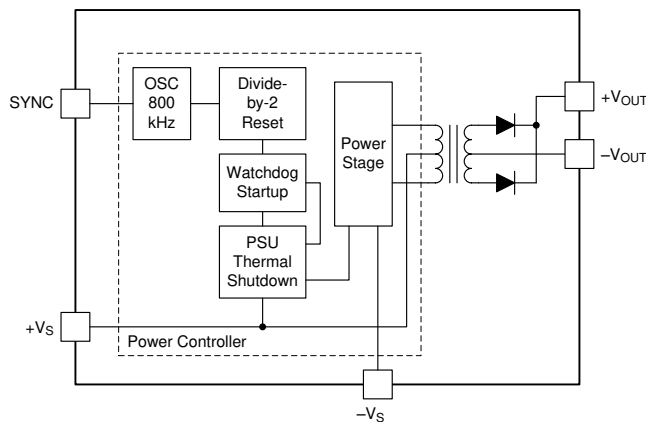 SYNC
OSC
800
kHz
Divide-
by-2
Reset
Watchdog
Startup
PSU
Thermal
Shutdown
Power
Stage
+VOUT
–VOUT
+VS
Power Controller
–VS